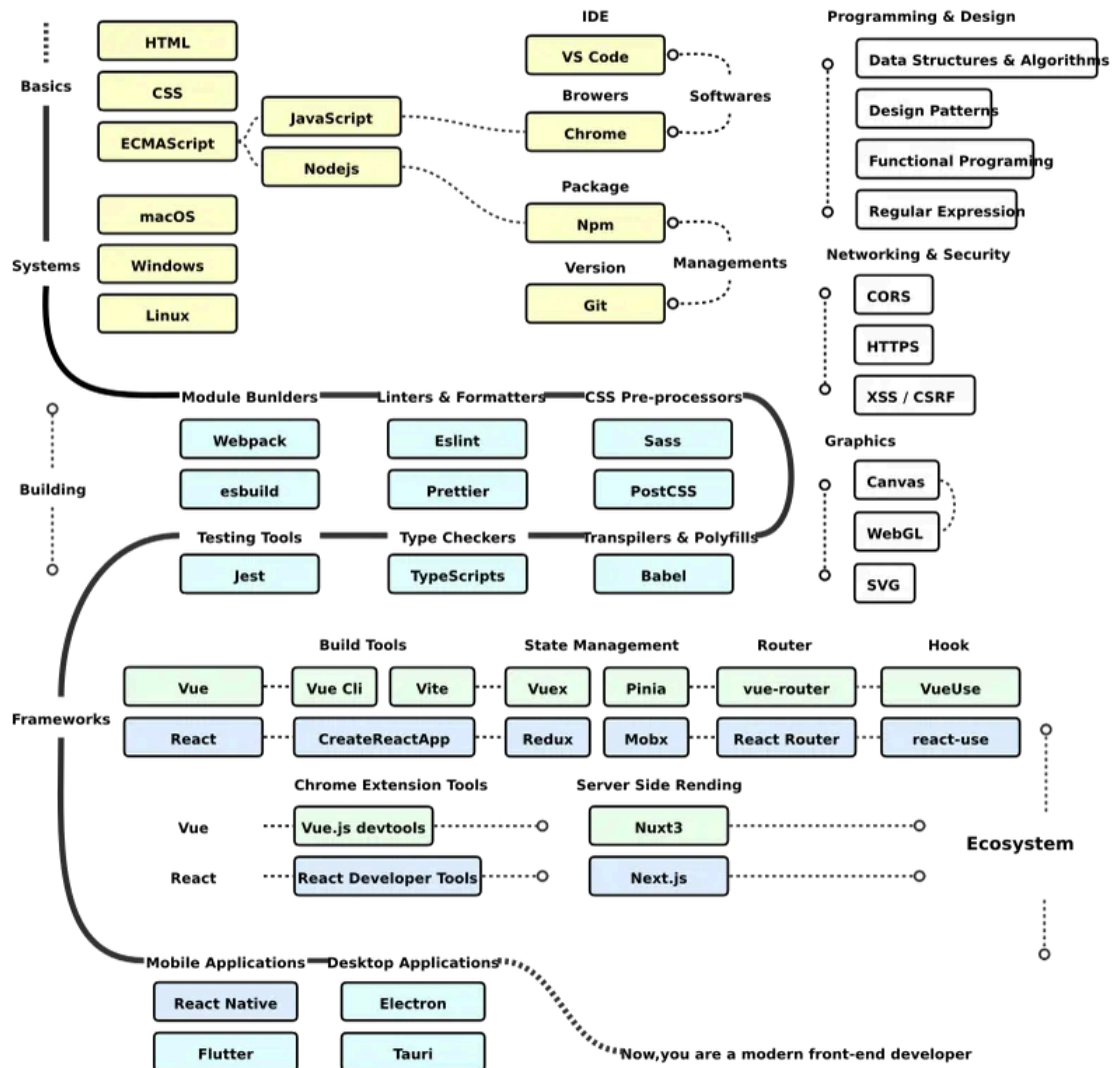 Basics
HTML
CSS
ECMAScript
JavaScript
Nodejs
IDE
VS Code
Browers
Chrome
Softwares
Package
Npm
Version
Git
Managements
Systems
macOS
Windows
Linux
Programming & Design
Data Structures & Algorithms
Design Patterns
Functional Programing
Regular Expression
Networking & Security
CORS
HTTPS
XSS / CSRF
Graphics
Canvas
WebGL
SVG
Building
Module Bunlders
Webpack
esbuild
Linters & Formatters
Eslint
Prettier
CSS Pre-processors
Sass
PostCSS
Testing Tools
Jest
Type Checkers
TypeScripts
Transpilers & Polyfills
Babel
Frameworks
Build Tools
State Management
Router
Hook
Vue
Vue Cli
Vite
Vuex
Pinia
vue-router
VueUse
React
CreateReactApp
Redux
Mobx
React Router
react-use
Chrome Extension Tools
Server Side Rending
Vue
Vue.js devtools
Nuxt3
React
React Developer Tools
Next.js
Ecosystem
Mobile Applications
React Native
Flutter
Desktop Applications
Electron
Tauri
Now,you are a modern front-end developer